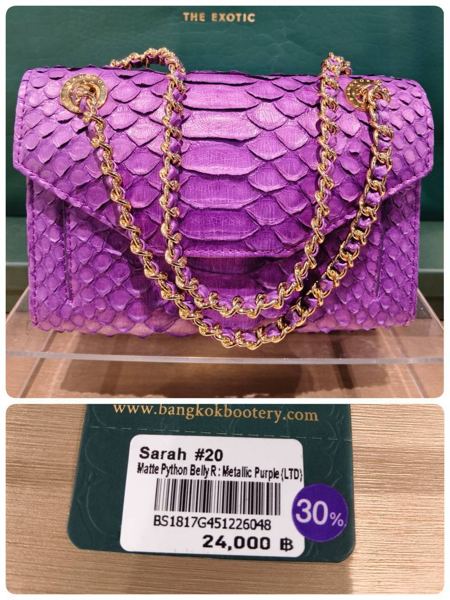 THE EXOTIC
www.bangkokbootery.com
Sarah #20
Matte Python Belly R : Metallic Purple {LTD}
BS1817G451226048
24,000 ฿
30%